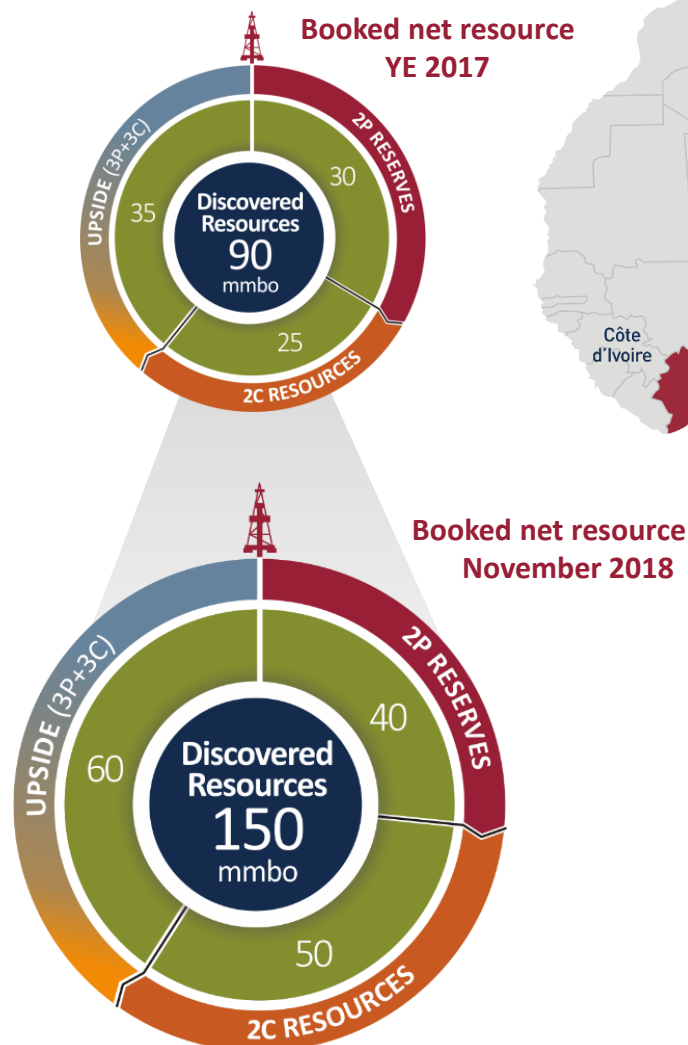 Booked net resource
YE 2017
UPSIDE (3P+3C)
2P RESERVES
35
30
Discovered
Resources
90
mmbo
25
2C RESOURCES
Côte
d'Ivoire
Booked net resource
November 2018
UPSIDE (3P+3C)
2P RESERVES
40
60
Discovered
Resources
150
mmbo
50
2C RESOURCES